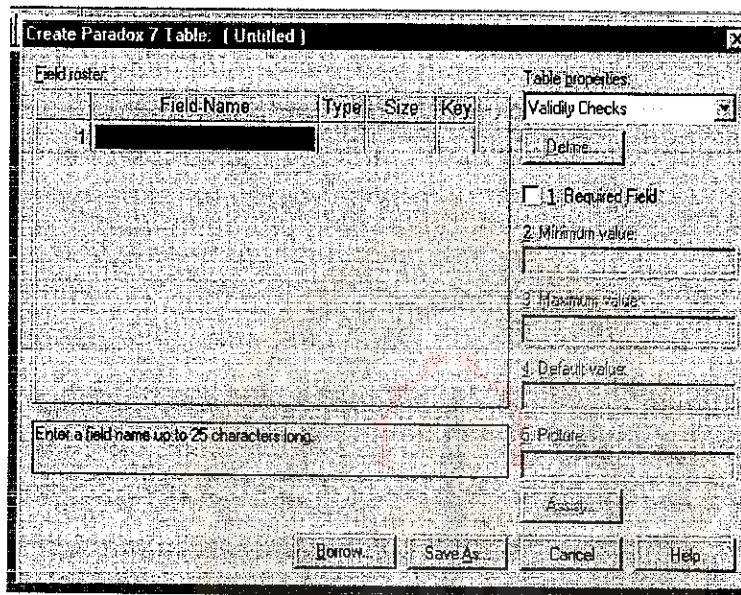 Create Paradox 7 Table: ( Untitled )
Field roster:
Field Name Type Size Key
1
Enter a field name up to 25 characters long.
Borrow... Save As...
Table properties:
Validity Checks
Define...
1. Required Field
2. Minimum value:
3. Maximum value:
4. Default value:
5. Picture:
Assist...
Cancel Help